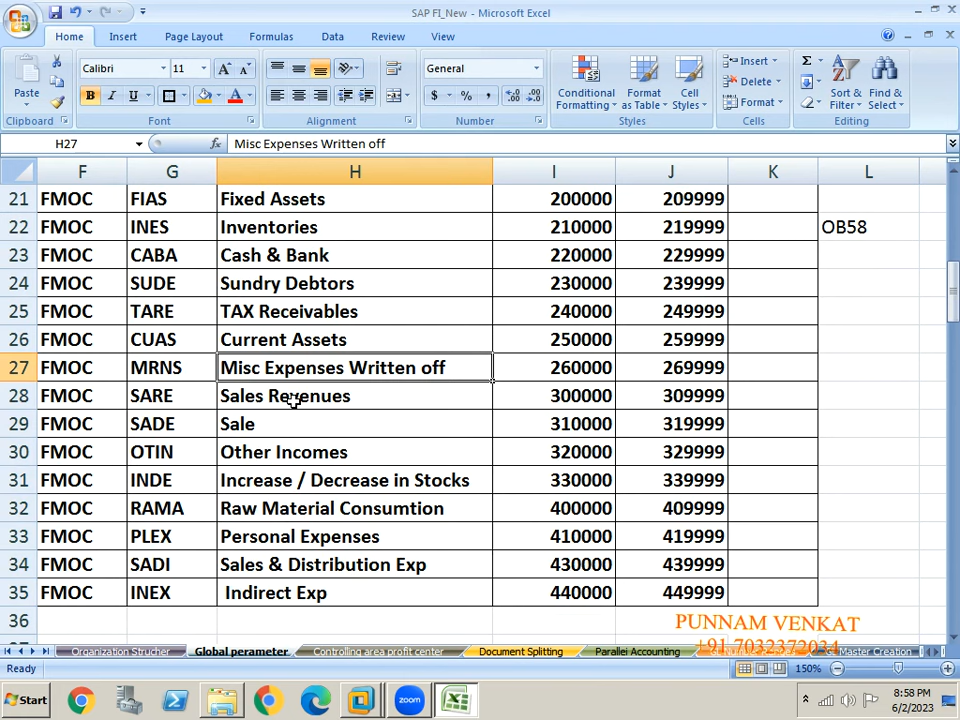 SAP FI_New - Microsoft Excel
Home Insert Page Layout Formulas Data Review View
Paste Calibri 11 A A General Conditional Formatting Format as Table Cell Styles Insert Delete Format Σ Sort & Filter Find & Select
B I U A $ % , .00
Clipboard Font Alignment Number Styles Cells Editing
H27 fx Misc Expenses Written off
F G H I J K L
21 FMOC FIAS Fixed Assets 200000 209999
22 FMOC INES Inventories 210000 219999 OB58
23 FMOC CABA Cash & Bank 220000 229999
24 FMOC SUDE Sundry Debtors 230000 239999
25 FMOC TARE TAX Receivables 240000 249999
26 FMOC CUAS Current Assets 250000 259999
27 FMOC MRNS Misc Expenses Written off 260000 269999
28 FMOC SARE Sales Revenues 300000 309999
29 FMOC SADE Sale 310000 319999
30 FMOC OTIN Other Incomes 320000 329999
31 FMOC INDE Increase / Decrease in Stocks 330000 339999
32 FMOC RAMA Raw Material Consumtion 400000 409999
33 FMOC PLEX Personal Expenses 410000 419999
34 FMOC SADI Sales & Distribution Exp 430000 439999
35 FMOC INEX Indirect Exp 440000 449999
36
PUNNAM VENKAT
+91 7032372034
Organization Strucher Global perameter Controlling area profit center Document Splitting Parallel Accounting Master Creation
Ready 150%
Start zoom 8:58 PM
6/2/2023